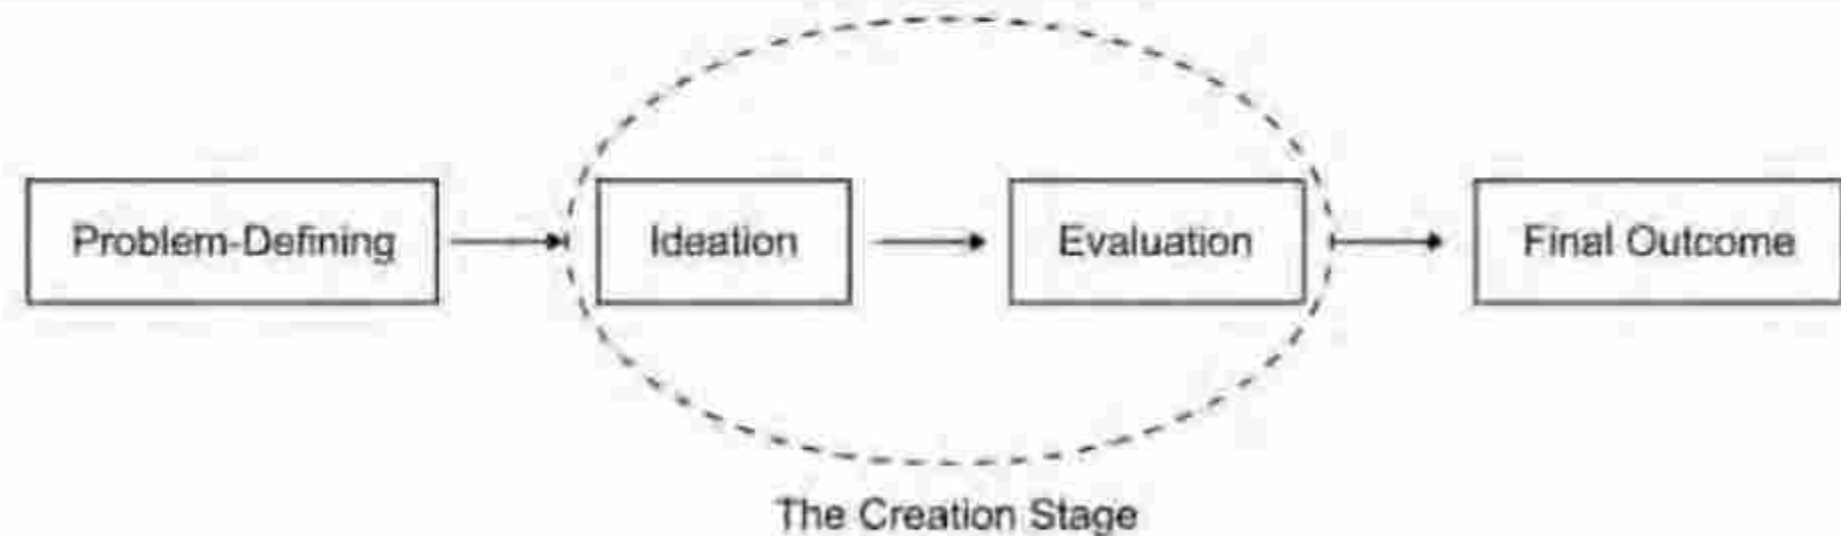 Problem-Defining
Ideation
Evaluation
Final Outcome
The Creation Stage